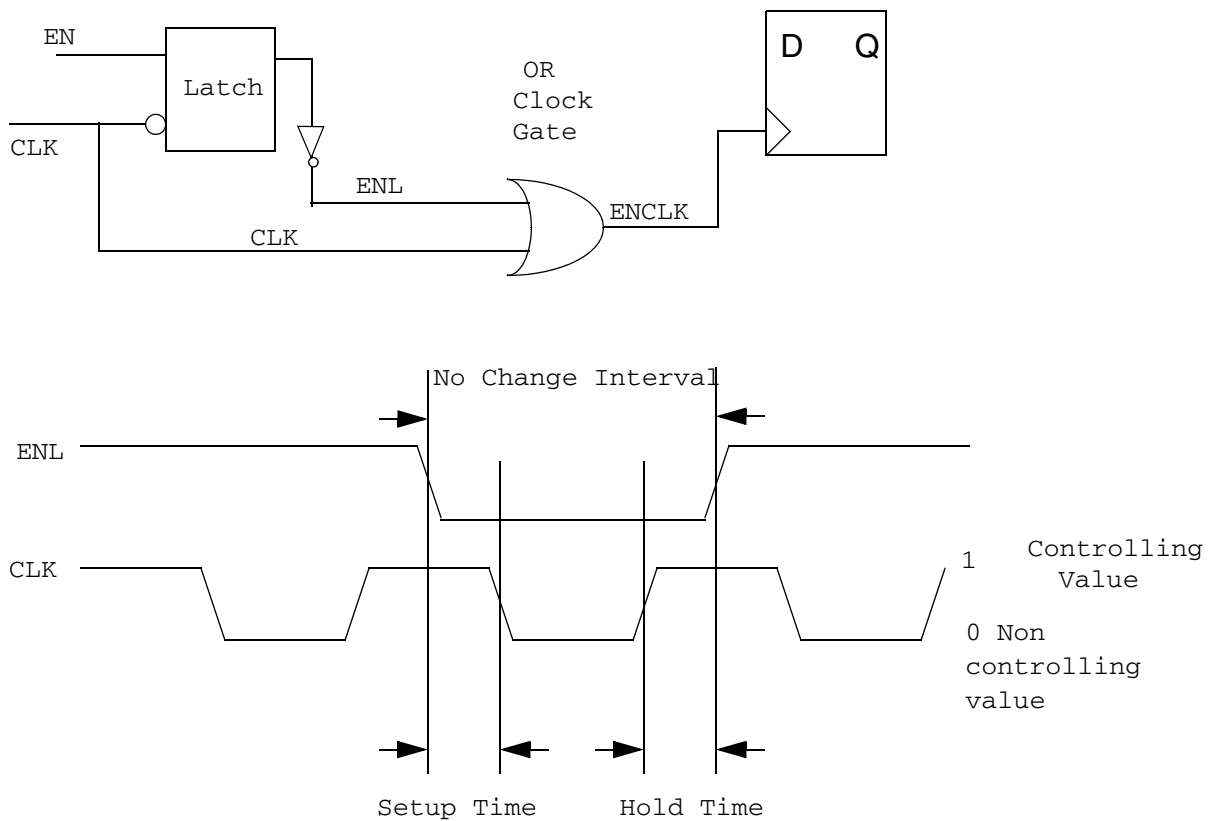 EN
Latch
CLK
OR
Clock
Gate
D Q
ENL
CLK
ENCLK
No Change Interval
ENL
CLK
1 Controlling
Value
0 Non
controlling
value
Setup Time
Hold Time